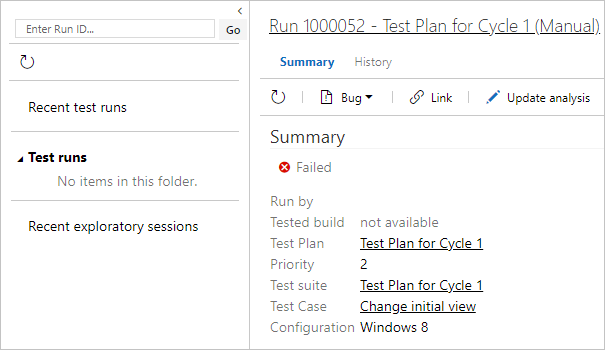 Enter Run ID...
Go
Recent test runs
Test runs
No items in this folder.
Recent exploratory sessions
Run 1000052 - Test Plan for Cycle 1 (Manual)
Summary History
Bug Link Update analysis
Summary
Failed
Run by
Tested build not available
Test Plan Test Plan for Cycle 1
Priority 2
Test suite Test Plan for Cycle 1
Test Case Change initial view
Configuration Windows 8